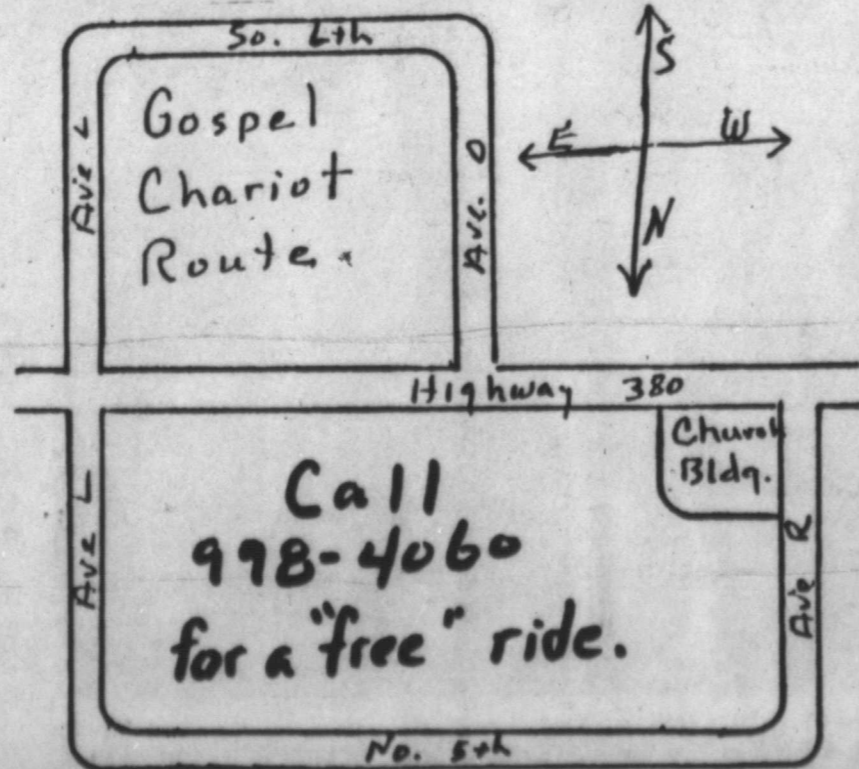 So. 6th
Ave L
Gospel
Chariot
Route.
Ave. O
S
E
W
N
Highway 380
Church
Bldg.
Call
998-4060
for a "free" ride.
Ave L
Ave R
No. 5th